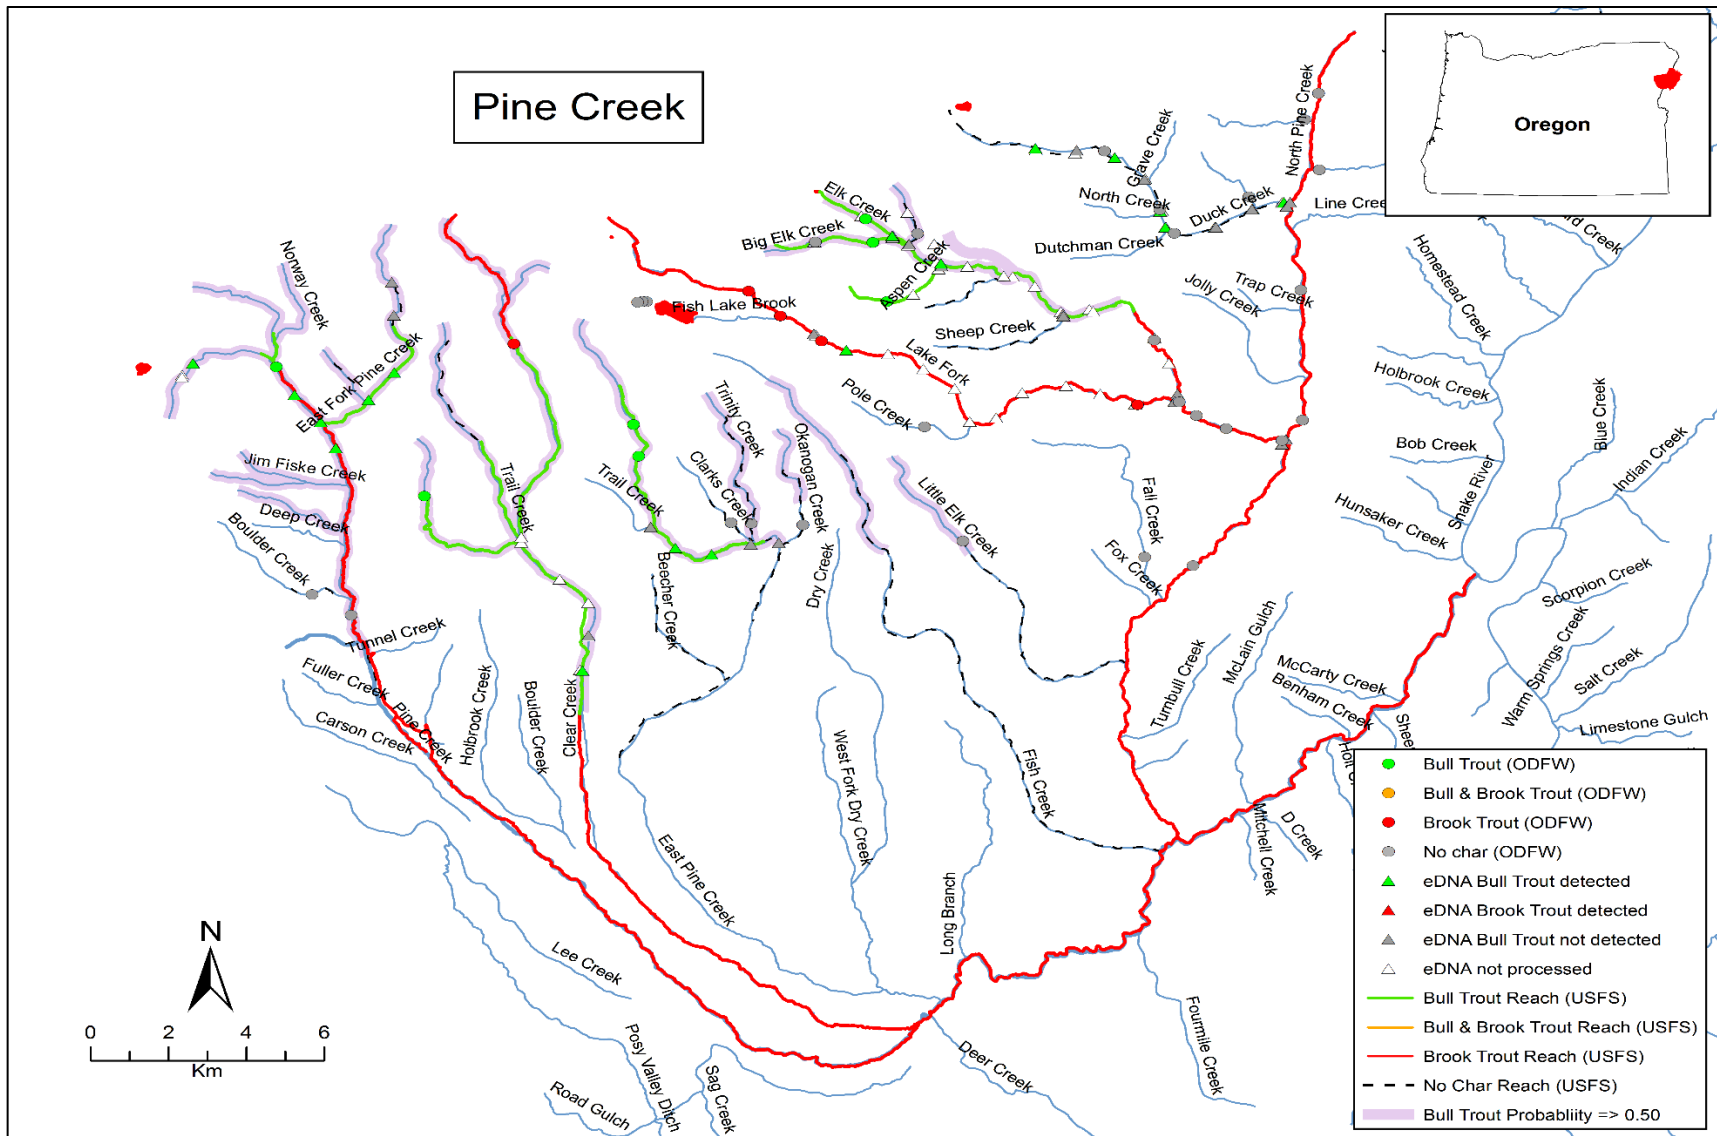 Pine Creek
Oregon
North Pine Creek
Grave Creek
North Creek
Duck Creek
Line Cree
Dutchman Creek
Elk Creek
Big Elk Creek
Aspen Creek
Norway Creek
Fish Lake Brook
Sheep Creek
Lake Fork
Jolly Creek
Trap Creek
ard Creek
Homestead Creek
Holbrook Creek
Blue Creek
Bob Creek
Indian Creek
Snake River
Hunsaker Creek
East Fork Pine Creek
Pole Creek
Trinity Creek
Okanogan Creek
Clarks Creek
Trail Creek
Trail Creek
Jim Fiske Creek
Deep Creek
Boulder Creek
Little Elk Creek
Fall Creek
Fox Creek
Dry Creek
Beecher Creek
Scorpion Creek
Warm Springs Creek
Salt Creek
Limestone Gulch
Tunnel Creek
Fuller Creek
Carson Creek
Pine Creek
Holbrook Creek
Boulder Creek
Clear Creek
McLain Gulch
Turnbull Creek
McCarty Creek
Benham Creek
Shee
Holt C
West Fork Dry Creek
Fish Creek
Mitchell Creek
D Creek
East Pine Creek
Long Branch
Lee Creek
Posy Valley Ditch
Sag Creek
Road Gulch
Deer Creek
Fourmile Creek
N
0 2 4 6
Km
Bull Trout (ODFW)
Bull & Brook Trout (ODFW)
Brook Trout (ODFW)
No char (ODFW)
eDNA Bull Trout detected
eDNA Brook Trout detected
eDNA Bull Trout not detected
eDNA not processed
Bull Trout Reach (USFS)
Bull & Brook Trout Reach (USFS)
Brook Trout Reach (USFS)
No Char Reach (USFS)
Bull Trout Probabliity => 0.50